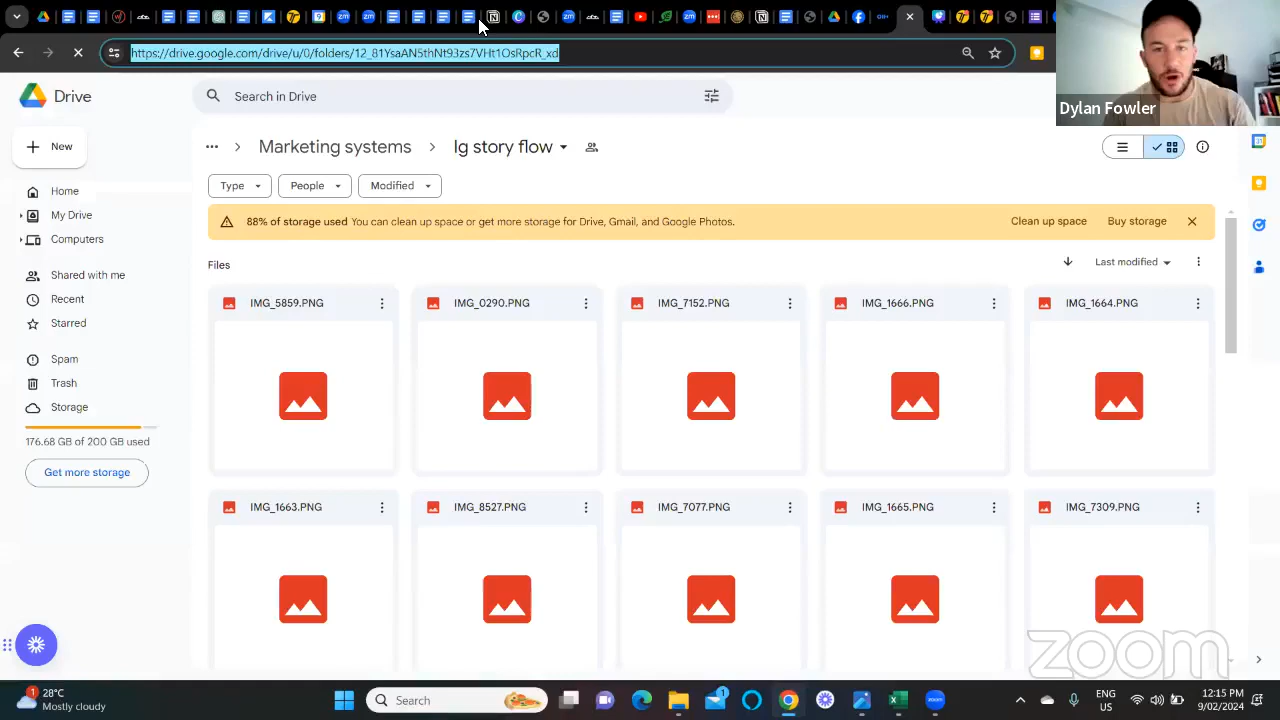 https://drive.google.com/drive/u/0/folders/12_81YsaAN5thNt93zs7VHt1OsRpcR_xd
Dylan Fowler
Drive
Search in Drive
New
Marketing systems
Ig story flow
Type
People
Modified
88% of storage used You can clean up space or get more storage for Drive, Gmail, and Google Photos.
Clean up space
Buy storage
Home
My Drive
Computers
Shared with me
Recent
Starred
Spam
Trash
Storage
176.68 GB of 200 GB used
Get more storage
Files
Last modified
IMG_5859.PNG
IMG_0290.PNG
IMG_7152.PNG
IMG_1666.PNG
IMG_1664.PNG
IMG_1663.PNG
IMG_8527.PNG
IMG_7077.PNG
IMG_1665.PNG
IMG_7309.PNG
zoom
1
28°C
Mostly cloudy
Search
1
ENG
US
12:15 PM
9/02/2024